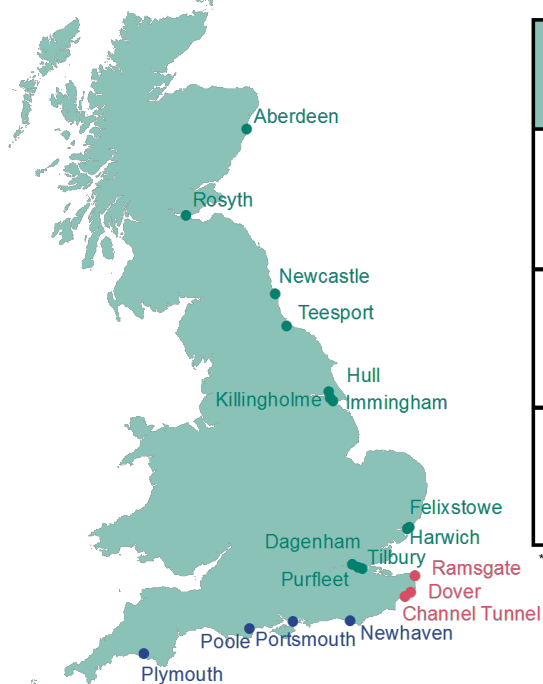 Aberdeen
Rosyth
Newcastle
Teesport
Hull
Killingholme
Immingham
Felixstowe
Dagenham
Harwich
Tilbury
Purfleet
Ramsgate
Dover
Channel Tunnel
Poole
Portsmouth
Newhaven
Plymouth
*